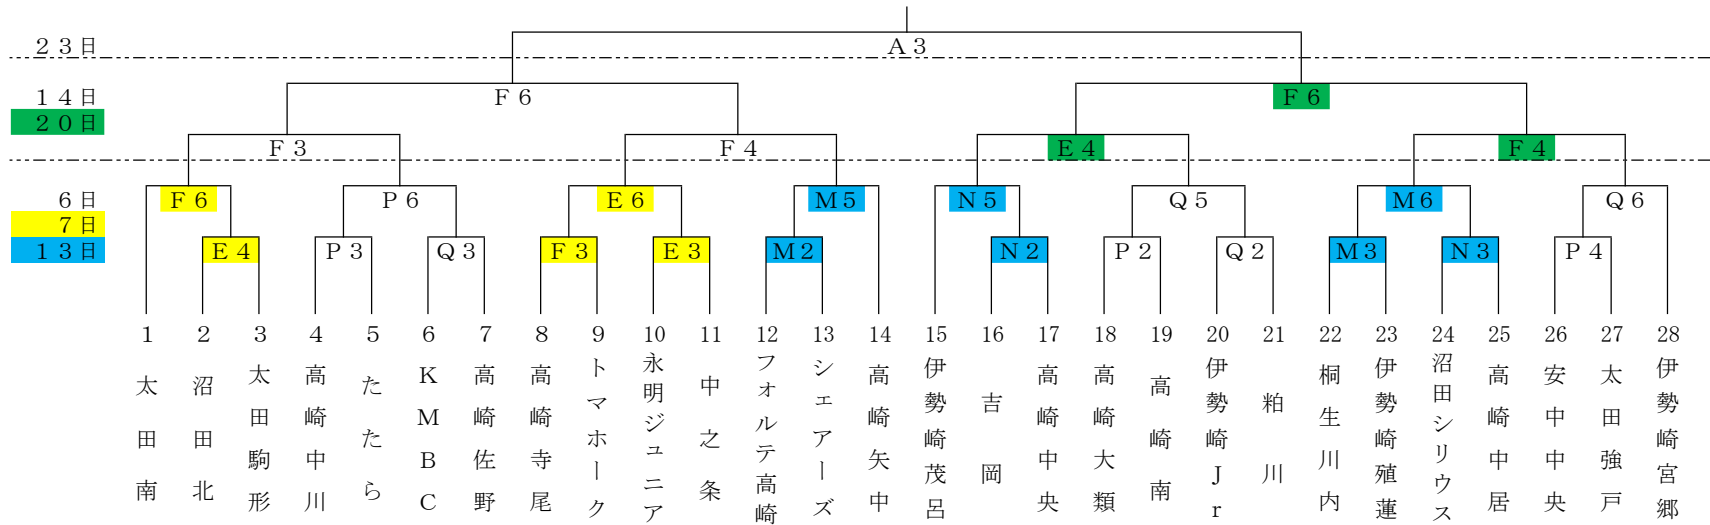 ２３日
Ａ３
１４日
Ｆ６
Ｆ６
２０日
Ｆ３
Ｆ４
Ｅ４
Ｆ４
６日
Ｆ６
Ｐ６
Ｅ６
Ｍ５
Ｎ５
Ｑ５
Ｍ６
Ｑ６
７日
１３日
Ｅ４
Ｐ３
Ｑ３
Ｆ３
Ｅ３
Ｍ２
Ｎ２
Ｐ２
Ｑ２
Ｍ３
Ｎ３
Ｐ４
1
2
3
4
5
6
7
8
9
10
11
12
13
14
15
16
17
18
19
20
21
22
23
24
25
26
27
28
太田南
沼田北
太田駒形
高崎中川
たたら
ＫＭＢＣ
高崎佐野
高崎寺尾
トマホーク
永明ジュニア
中之条
フォルテ高崎
シェアーズ
高崎矢中
伊勢崎茂呂
吉岡
高崎中央
高崎大類
高崎南
伊勢崎Ｊｒ
粕川
桐生川内
伊勢崎殖蓮
沼田シリウス
高崎中居
安中中央
太田強戸
伊勢崎宮郷